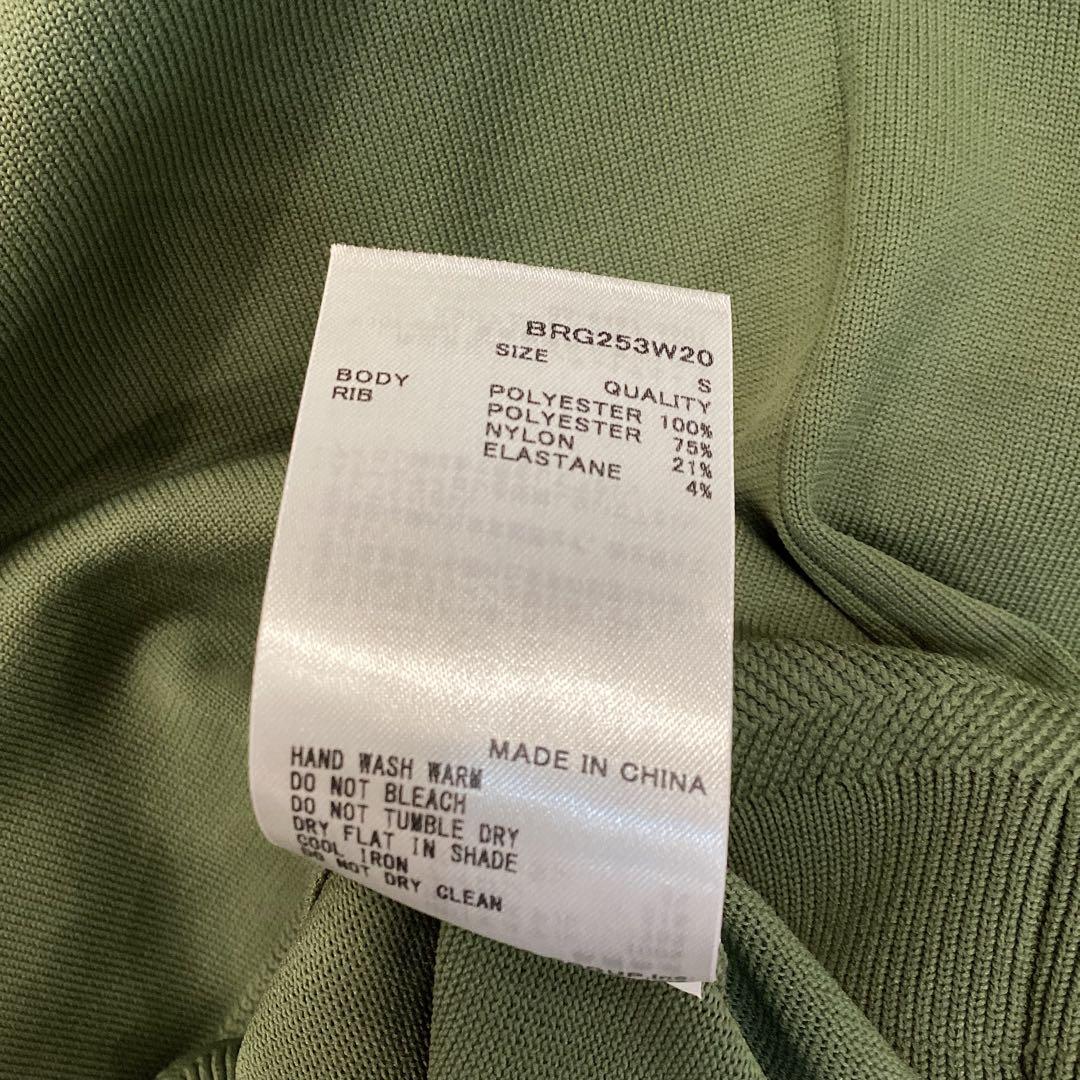 BRG253W20
SIZE S
QUALITY
BODY POLYESTER 100%
RIB POLYESTER 75%
NYLON 21%
ELASTANE 4%
MADE IN CHINA
HAND WASH WARM
DO NOT BLEACH
DO NOT TUMBLE DRY
DRY FLAT IN SHADE
COOL IRON
DO NOT DRY CLEAN